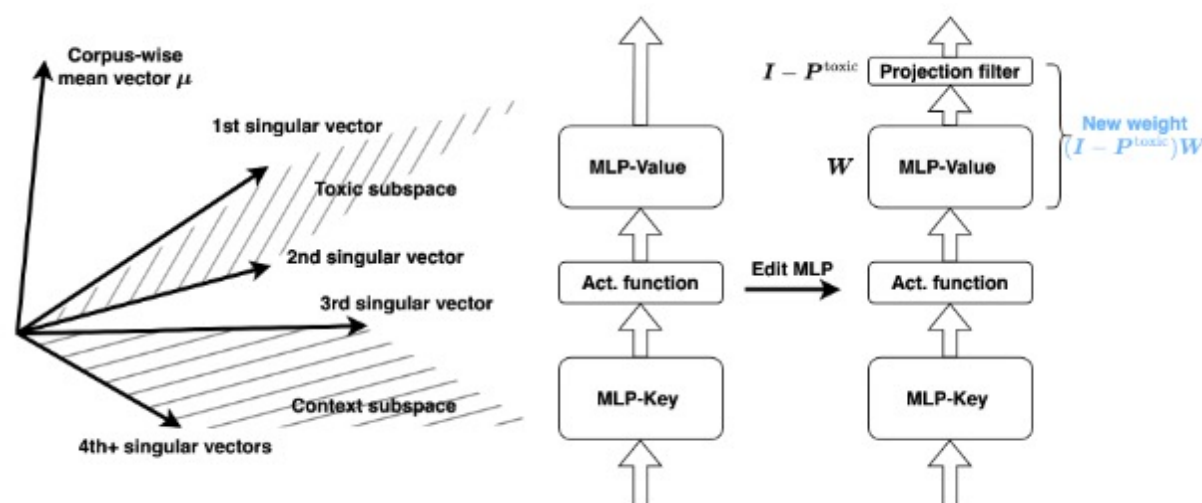 Corpus-wise
mean vector μ
1st singular vector
Toxic subspace
2nd singular vector
3rd singular vector
Context subspace
4th+ singular vectors
MLP-Value
Act. function
MLP-Key
Edit MLP
I − P^toxic
Projection filter
W
MLP-Value
Act. function
MLP-Key
New weight
(I − P^toxic)W